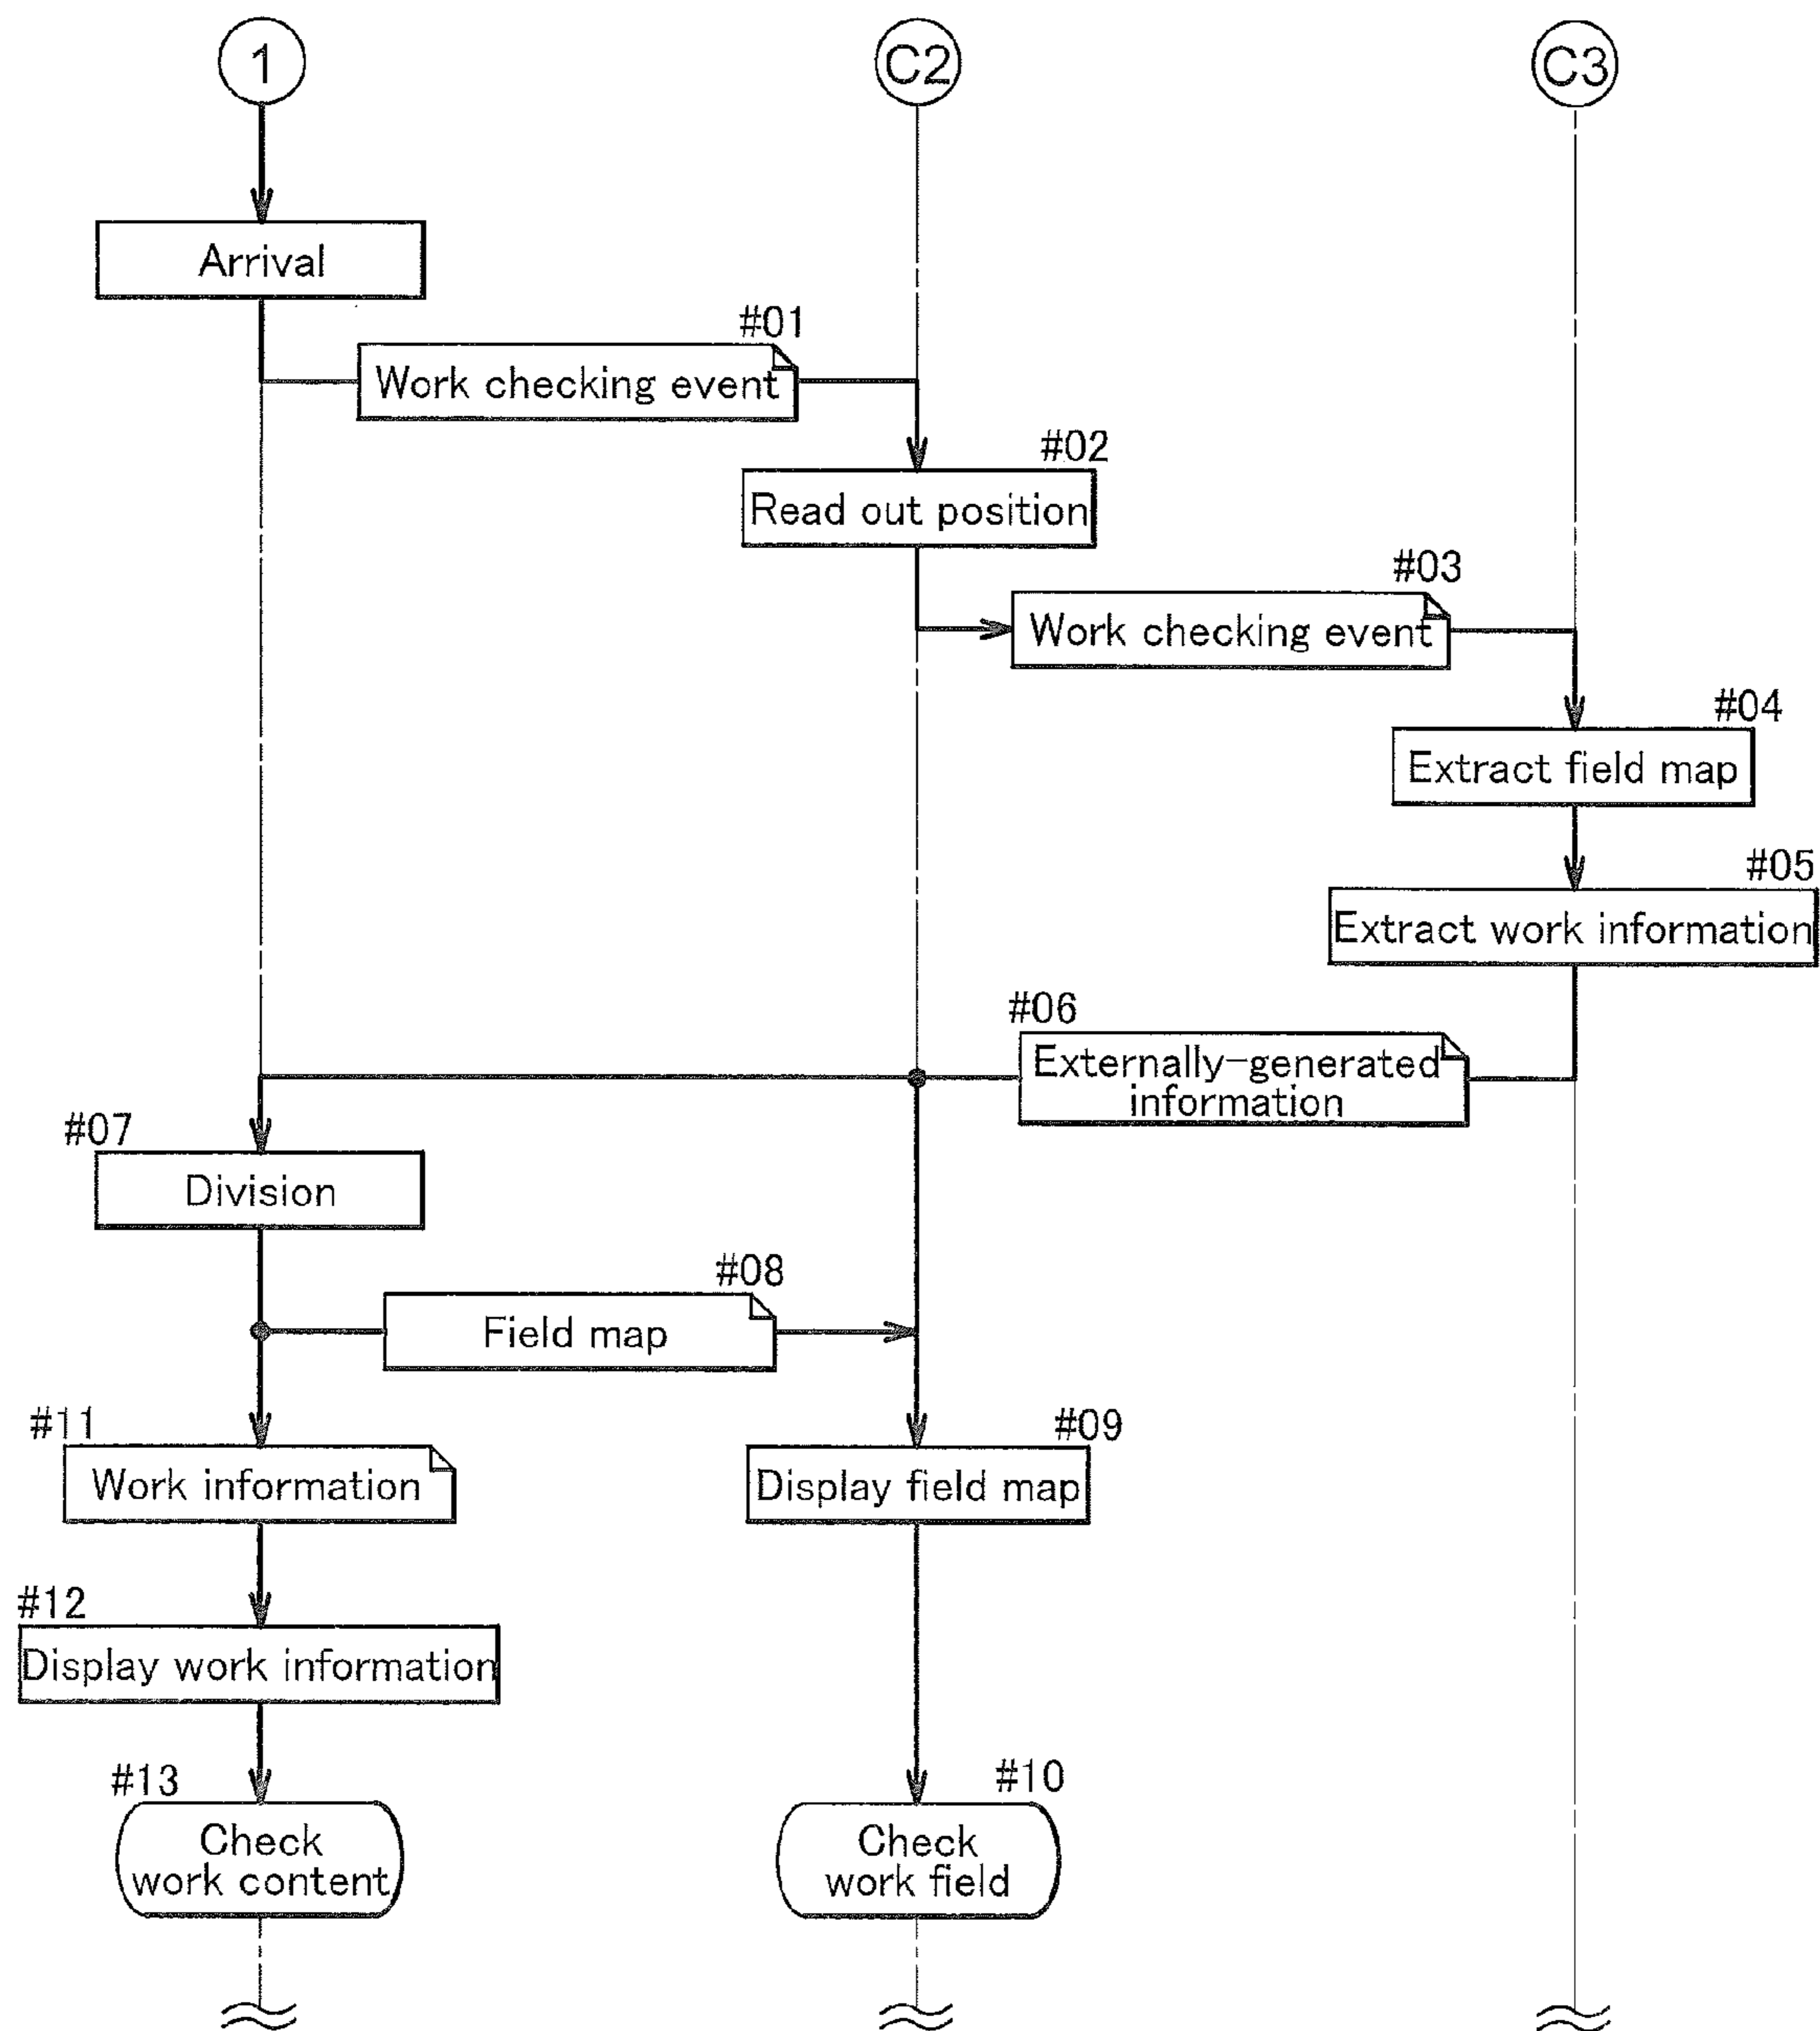 1
C2
C3
Arrival
#01
Work checking event
#02
Read out position
#03
Work checking event
#04
Extract field map
#05
Extract work information
#06
Externally-generated
information
#07
Division
#08
Field map
#11
Work information
#09
Display field map
#12
Display work information
#13
Check
work content
#10
Check
work field